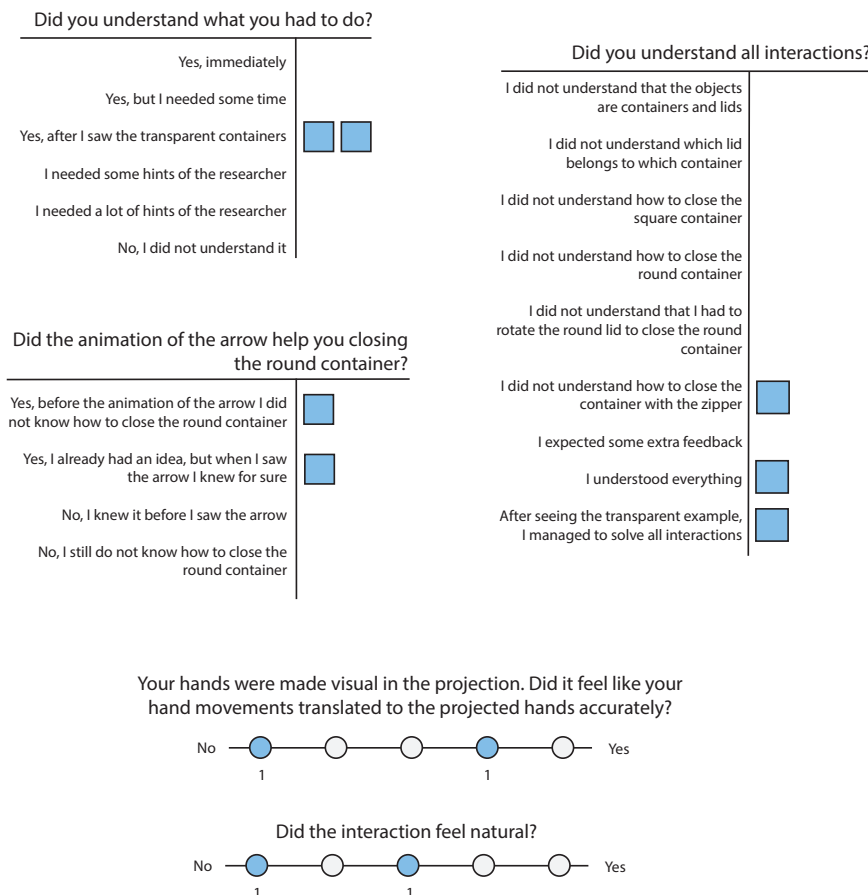 Did you understand what you had to do?
Yes, immediately
Yes, but I needed some time
Yes, after I saw the transparent containers
I needed some hints of the researcher
I needed a lot of hints of the researcher
No, I did not understand it
Did the animation of the arrow help you closing
the round container?
Yes, before the animation of the arrow I did
not know how to close the round container
Yes, I already had an idea, but when I saw
the arrow I knew for sure
No, I knew it before I saw the arrow
No, I still do not know how to close the
round container
Did you understand all interactions?
I did not understand that the objects
are containers and lids
I did not understand which lid
belongs to which container
I did not understand how to close the
square container
I did not understand how to close the
round container
I did not understand that I had to
rotate the round lid to close the round
container
I did not understand how to close the
container with the zipper
I expected some extra feedback
I understood everything
After seeing the transparent example,
I managed to solve all interactions
Your hands were made visual in the projection. Did it feel like your
hand movements translated to the projected hands accurately?
No Yes
1 1
Did the interaction feel natural?
No Yes
1 1